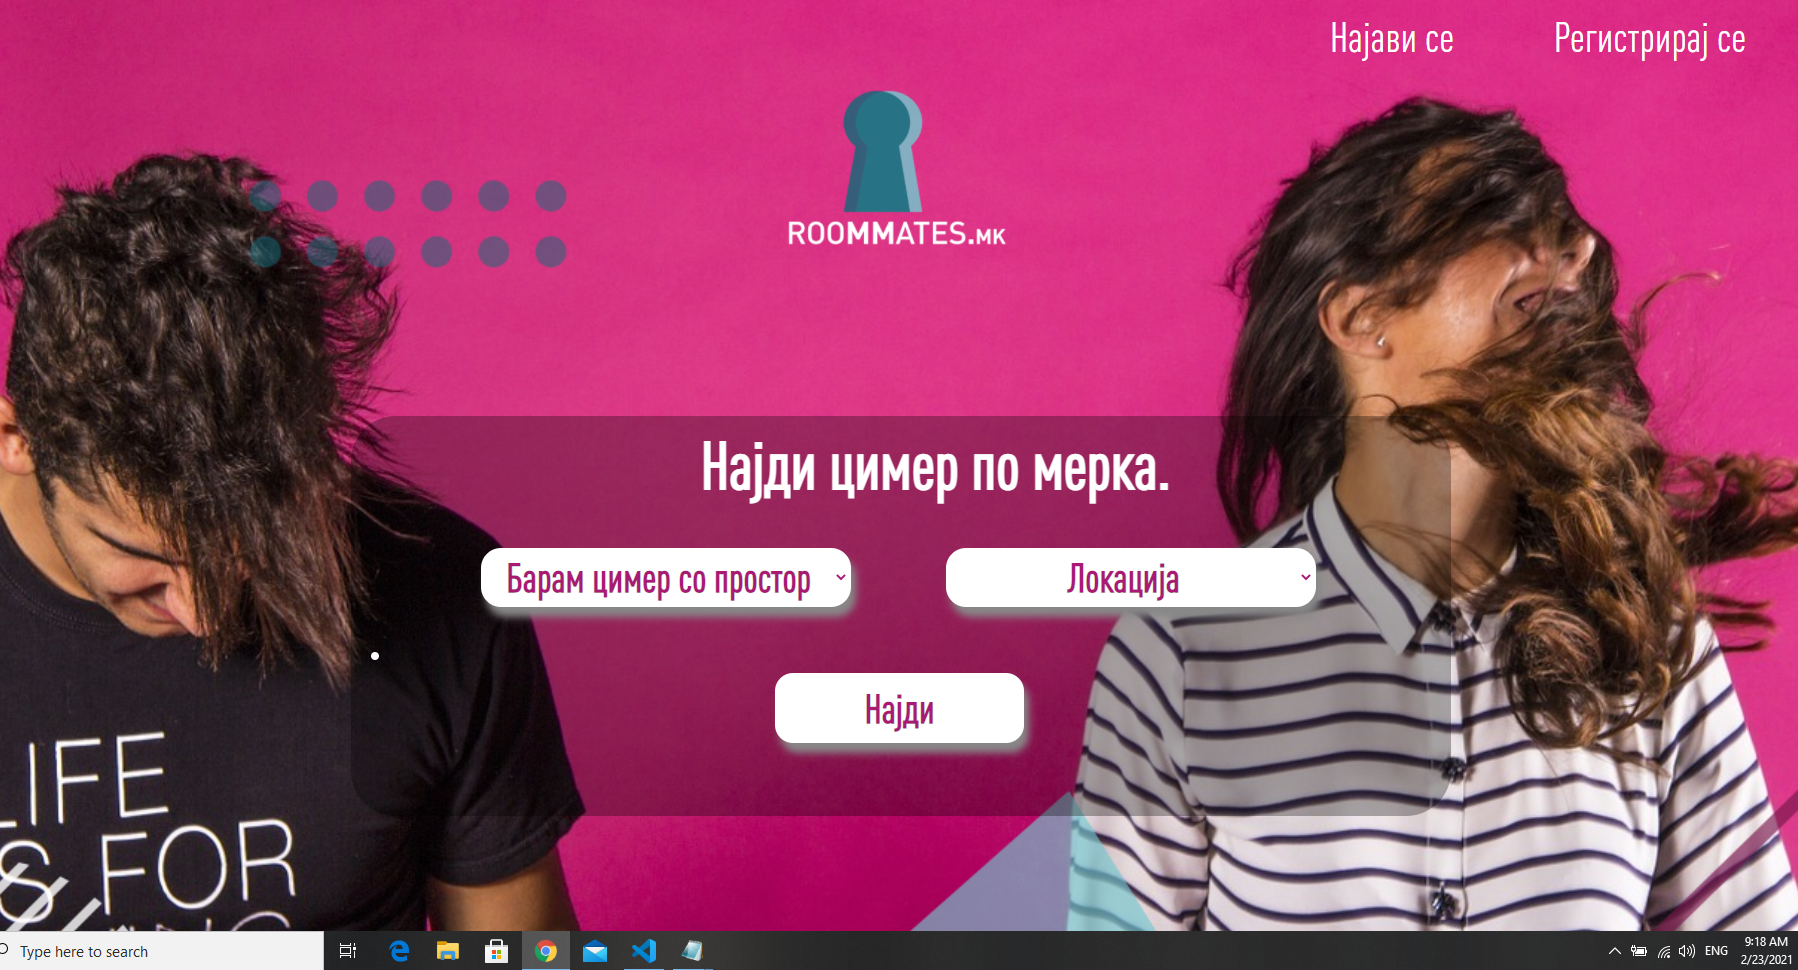 Најави се
Регистрирај се
ROOMMATES.MK
Најди цимер по мерка.
Барам цимер со простор
Локација
Најди
LIFE
S FOR
Type here to search
ENG
9:18 AM
2/23/2021